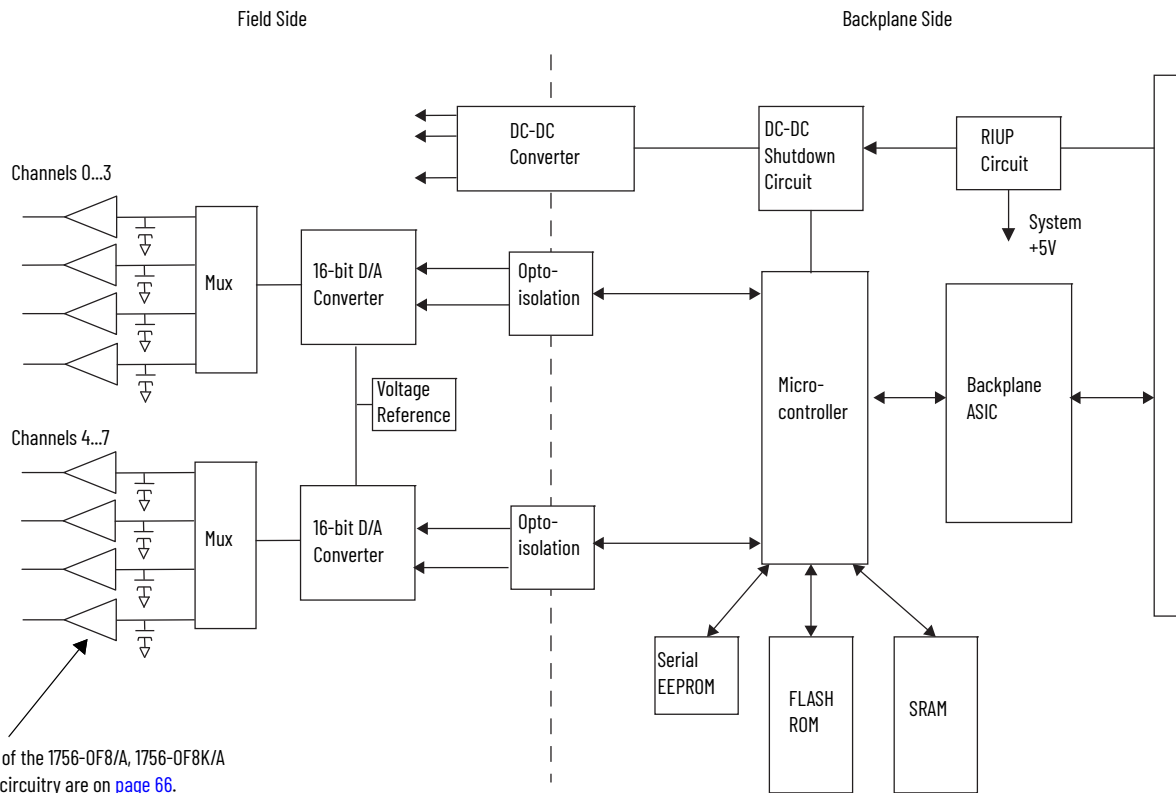 Field Side
Backplane Side
DC-DC
Converter
DC-DC
Shutdown
Circuit
RIUP
Circuit
System
+5V
Channels 0...3
Mux
16-bit D/A
Converter
Opto-
isolation
Voltage
Reference
Micro-
controller
Backplane
ASIC
Channels 4...7
Mux
16-bit D/A
Converter
Opto-
isolation
Serial
EEPROM
FLASH
ROM
SRAM
of the 1756-OF8/A, 1756-OF8K/A
circuitry are on page 66.